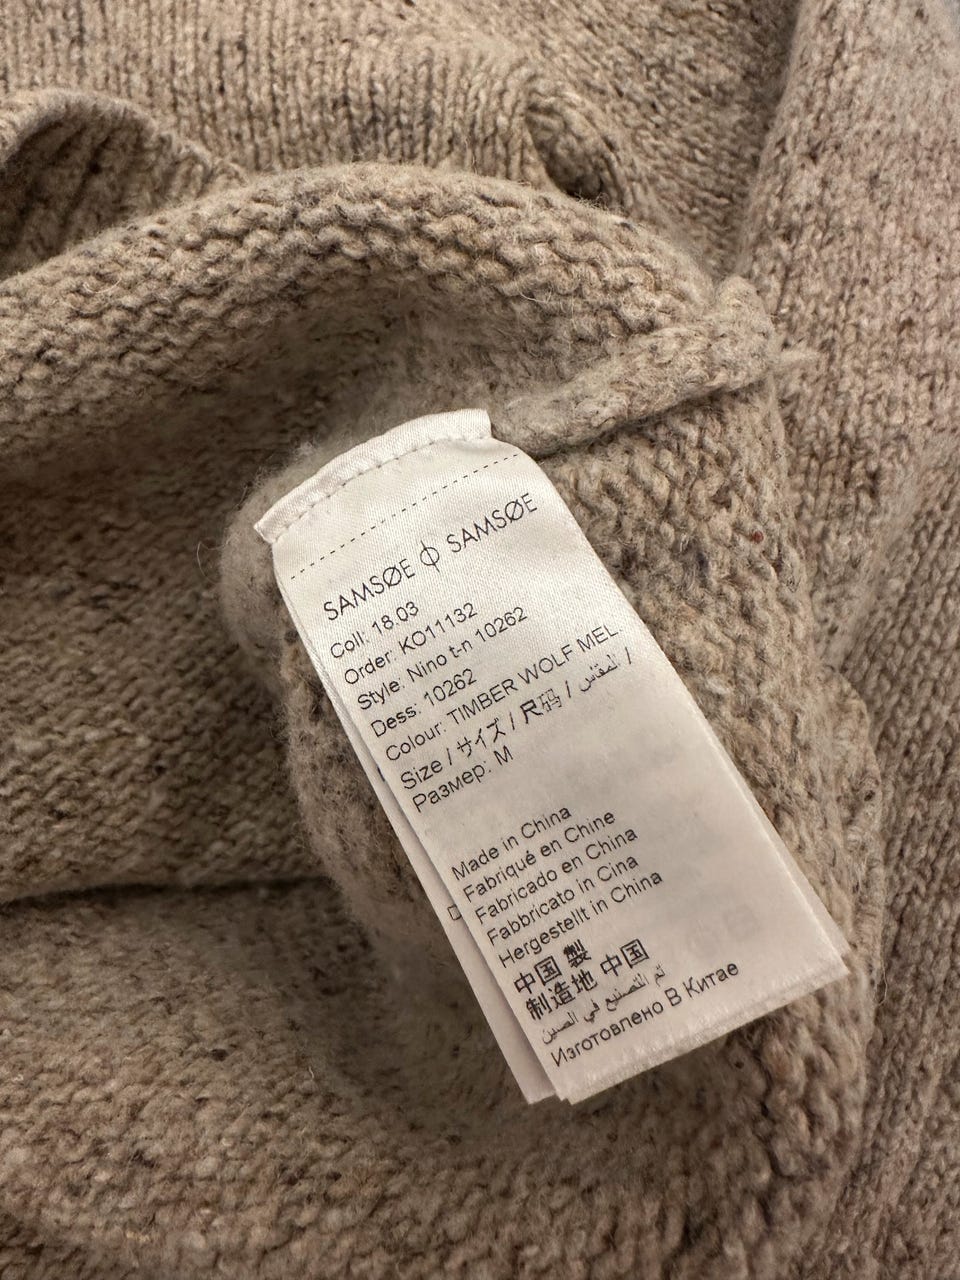 SAMSØE Φ SAMSØE
Coll: 18.03
Order: KO11132
Style: Nino t-n 10262
Dess: 10262
Colour: TIMBER WOLF MEL.
Size / サイズ / 尺码 / المقاس /
Размер: M
Made in China
Fabriqué en Chine
Fabricado en China
Fabbricato in Cina
Hergestellt in China
中国 製
制造地 中国
تم التصنيع في الصين
Изготовлено В Китае